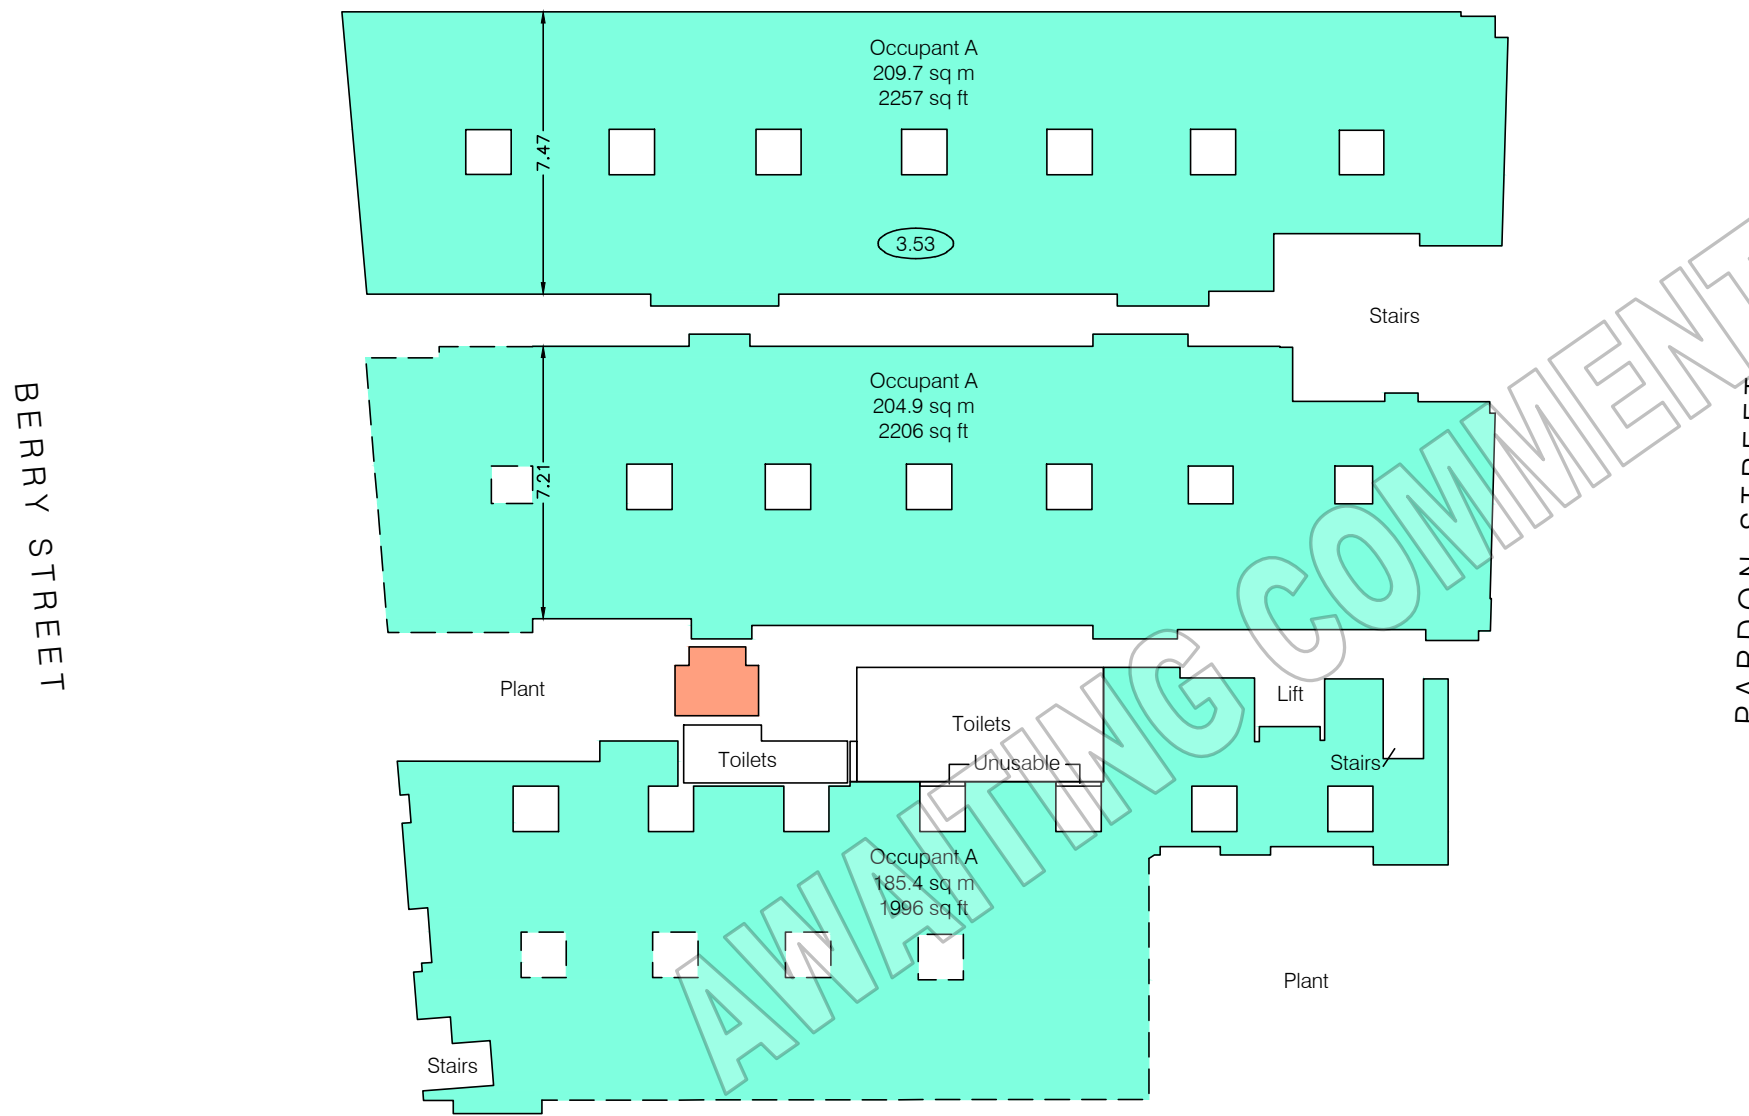 Occupant A
209.7 sq m
2257 sq ft
7.47
3.53
Stairs
BERRY STREET
Occupant A
204.9 sq m
2206 sq ft
7.21
PARDON STREET
Plant
Lift
Toilets
Toilets
Unusable
Stairs
Occupant A
185.4 sq m
1996 sq ft
Plant
Stairs
AWAITING COMMENT